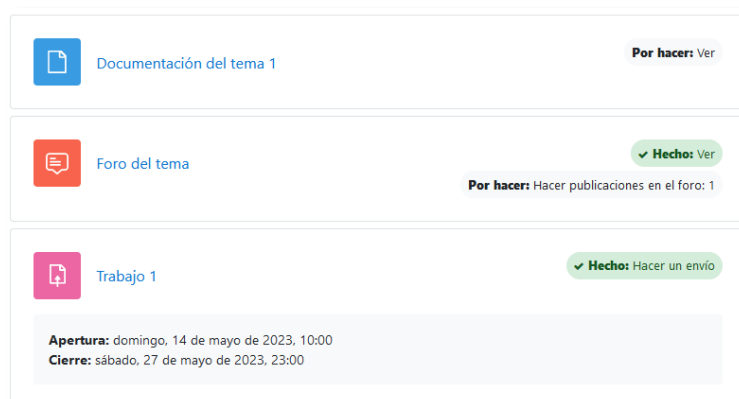 Documentación del tema 1
Por hacer: Ver
Foro del tema
Hecho: Ver
Por hacer: Hacer publicaciones en el foro: 1
Trabajo 1
Hecho: Hacer un envío
Apertura: domingo, 14 de mayo de 2023, 10:00
Cierre: sábado, 27 de mayo de 2023, 23:00